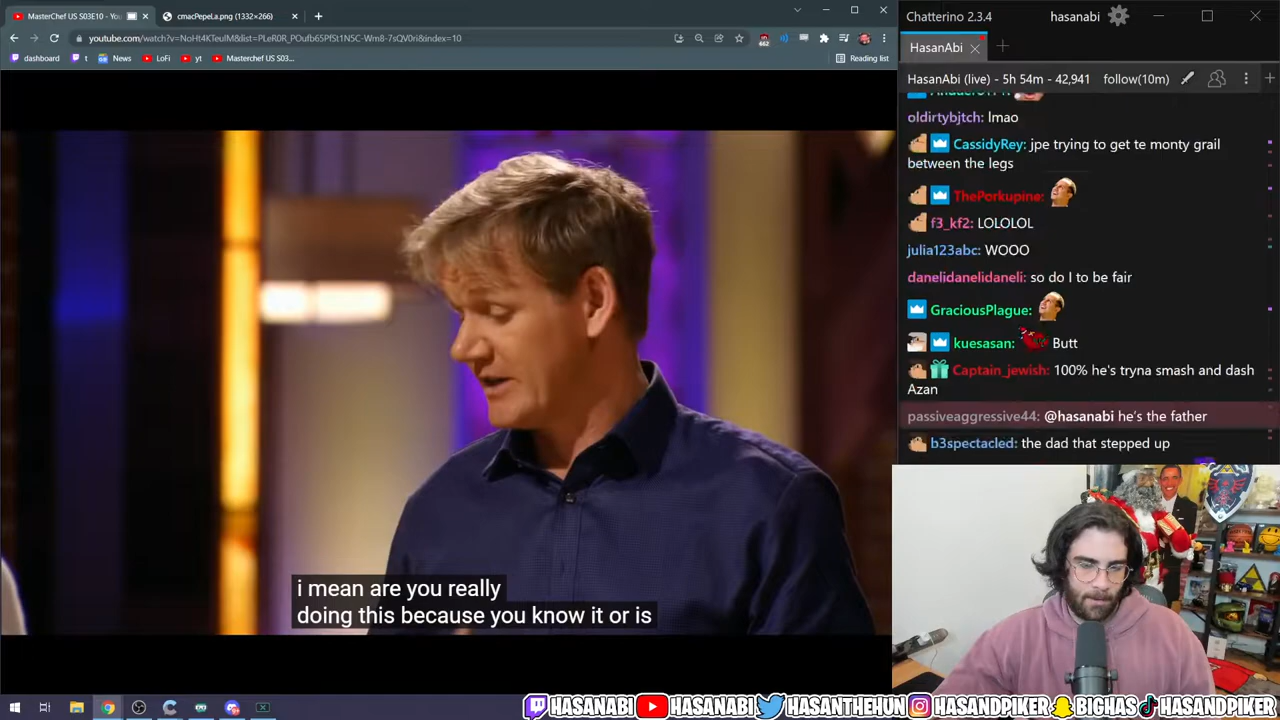 MasterChef US S03E10 - You
cmacPepeLa.png (1332×266)
youtube.com/watch?v=NoHt4KTeulM&list=PLeR0R_POufb65PfSt1N5C-Wm8-7sQV0ri&index=10
dashboard
t
News
LoFi
yt
Masterchef US S03...
Reading list
i mean are you really
doing this because you know it or is
Chatterino 2.3.4
hasanabi
HasanAbi
HasanAbi (live) - 5h 54m - 42,941
follow(10m)
oldirtybjtch: lmao
CassidyRey: jpe trying to get te monty grail
between the legs
ThePorkupine:
f3_kf2: LOLOLOL
julia123abc: WOOO
danelidanelidaneli: so do I to be fair
GraciousPlague:
kuesasan: Butt
Captain_jewish: 100% he's tryna smash and dash
Azan
passiveaggressive44: @hasanabi he's the father
b3spectacled: the dad that stepped up
HASANABI HASANABI HASANTHEHUN HASANDPIKER BIGHAS HASANDPIKER